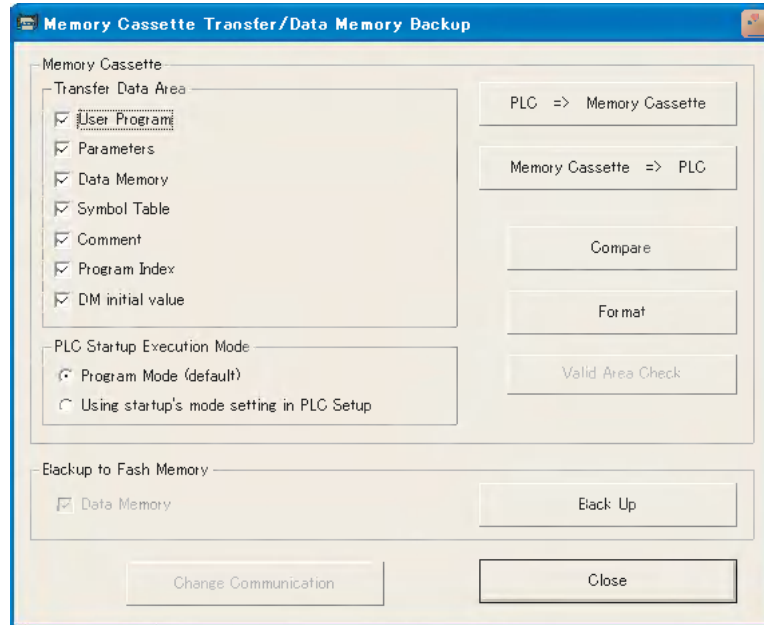 Memory Cassette Transfer/Data Memory Backup
Memory Cassette
Transfer Data Area
User Program
Parameters
Data Memory
Symbol Table
Comment
Program Index
DM initial value
PLC => Memory Cassette
Memory Cassette => PLC
Compare
Format
Valid Area Check
PLC Startup Execution Mode
Program Mode (default)
Using startup's mode setting in PLC Setup
Backup to Fash Memory
Data Memory
Back Up
Change Communication
Close